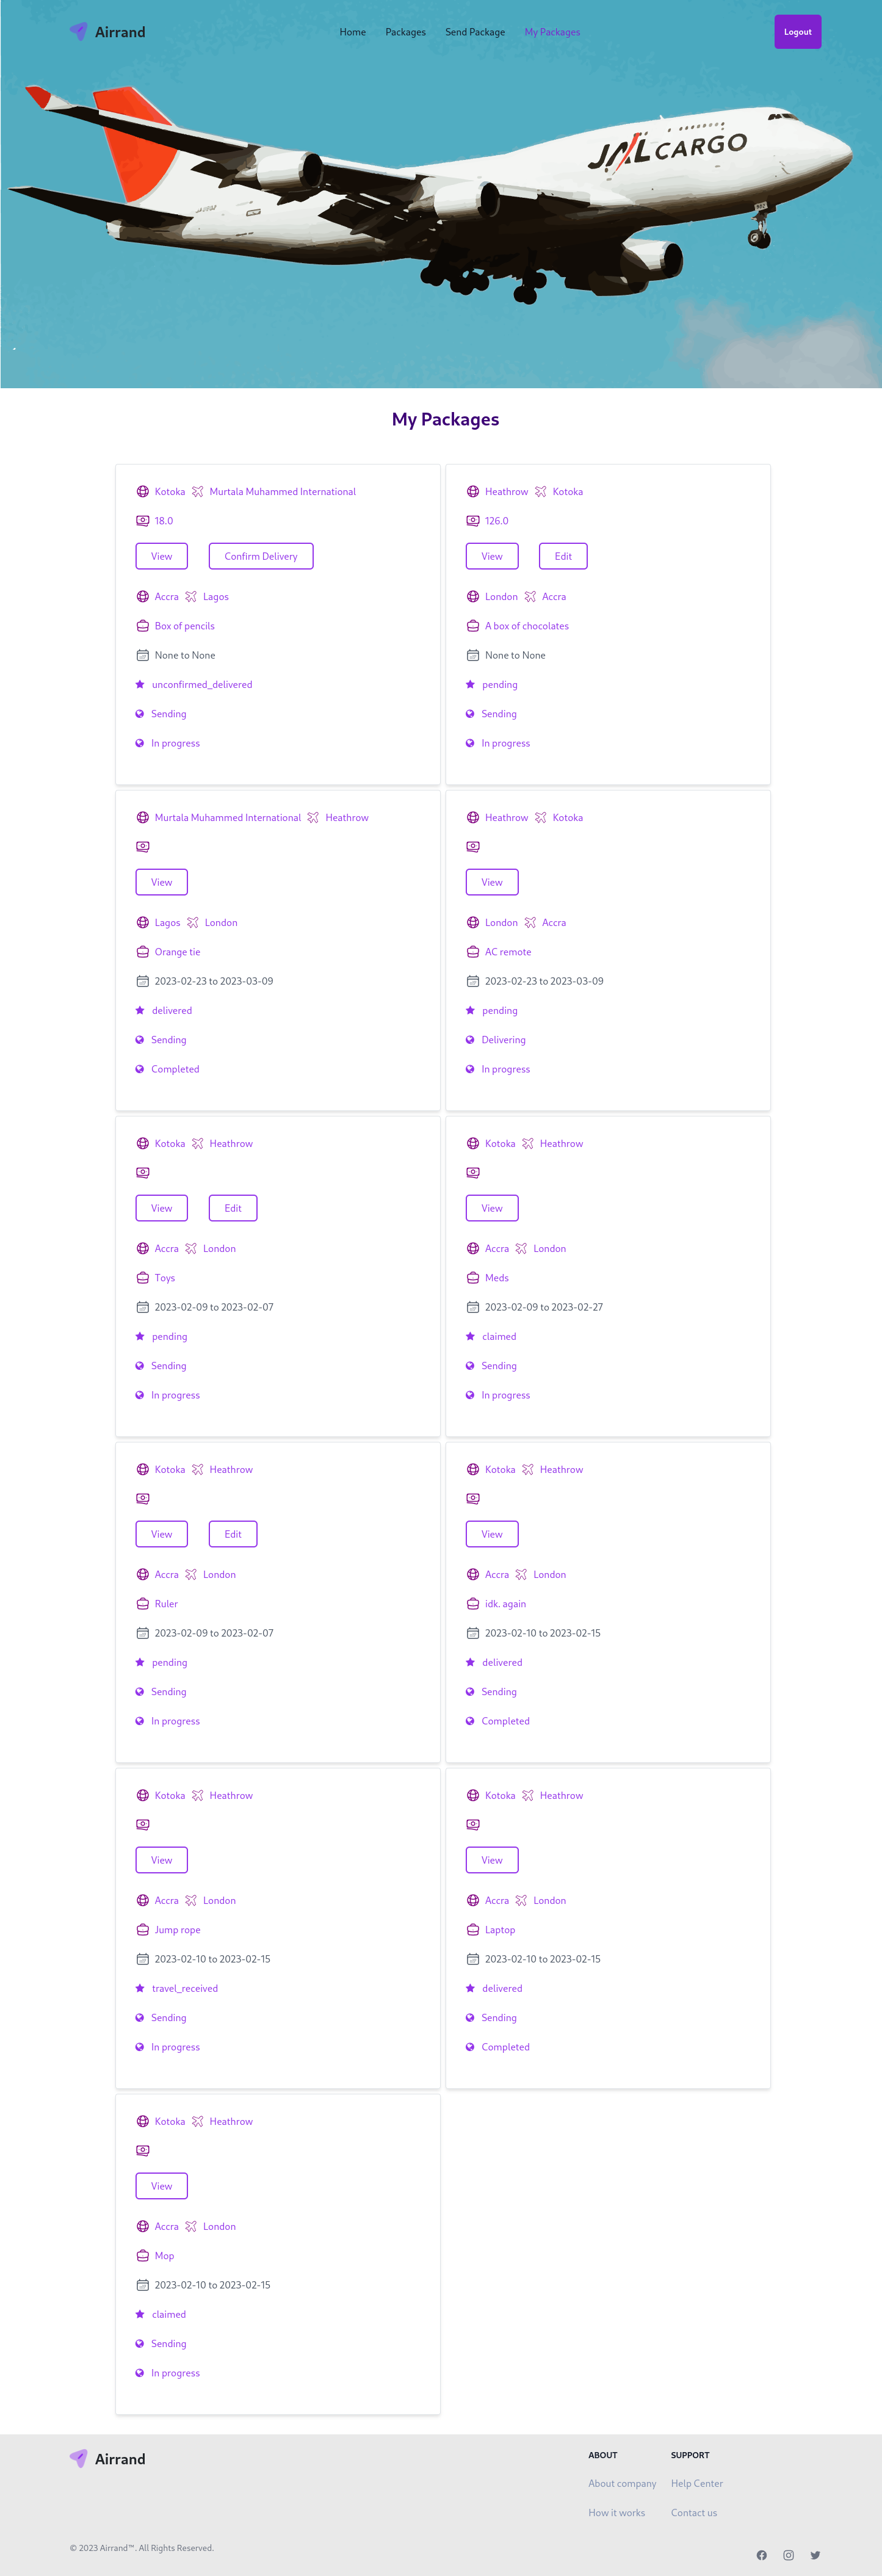 Airrand
Home Packages Send Package My Packages
Logout
JAL CARGO
My Packages
Kotoka Murtala Muhammed International
18.0
View Confirm Delivery
Accra Lagos
Box of pencils
None to None
unconfirmed_delivered
Sending
In progress
Heathrow Kotoka
126.0
View Edit
London Accra
A box of chocolates
None to None
pending
Sending
In progress
Murtala Muhammed International Heathrow
View
Lagos London
Orange tie
2023-02-23 to 2023-03-09
delivered
Sending
Completed
Heathrow Kotoka
View
London Accra
AC remote
2023-02-23 to 2023-03-09
pending
Delivering
In progress
Kotoka Heathrow
View Edit
Accra London
Toys
2023-02-09 to 2023-02-07
pending
Sending
In progress
Kotoka Heathrow
View
Accra London
Meds
2023-02-09 to 2023-02-27
claimed
Sending
In progress
Kotoka Heathrow
View Edit
Accra London
Ruler
2023-02-09 to 2023-02-07
pending
Sending
In progress
Kotoka Heathrow
View
Accra London
idk. again
2023-02-10 to 2023-02-15
delivered
Sending
Completed
Kotoka Heathrow
View
Accra London
Jump rope
2023-02-10 to 2023-02-15
travel_received
Sending
In progress
Kotoka Heathrow
View
Accra London
Laptop
2023-02-10 to 2023-02-15
delivered
Sending
Completed
Kotoka Heathrow
View
Accra London
Mop
2023-02-10 to 2023-02-15
claimed
Sending
In progress
Airrand
ABOUT
About company
How it works
SUPPORT
Help Center
Contact us
© 2023 Airrand™. All Rights Reserved.